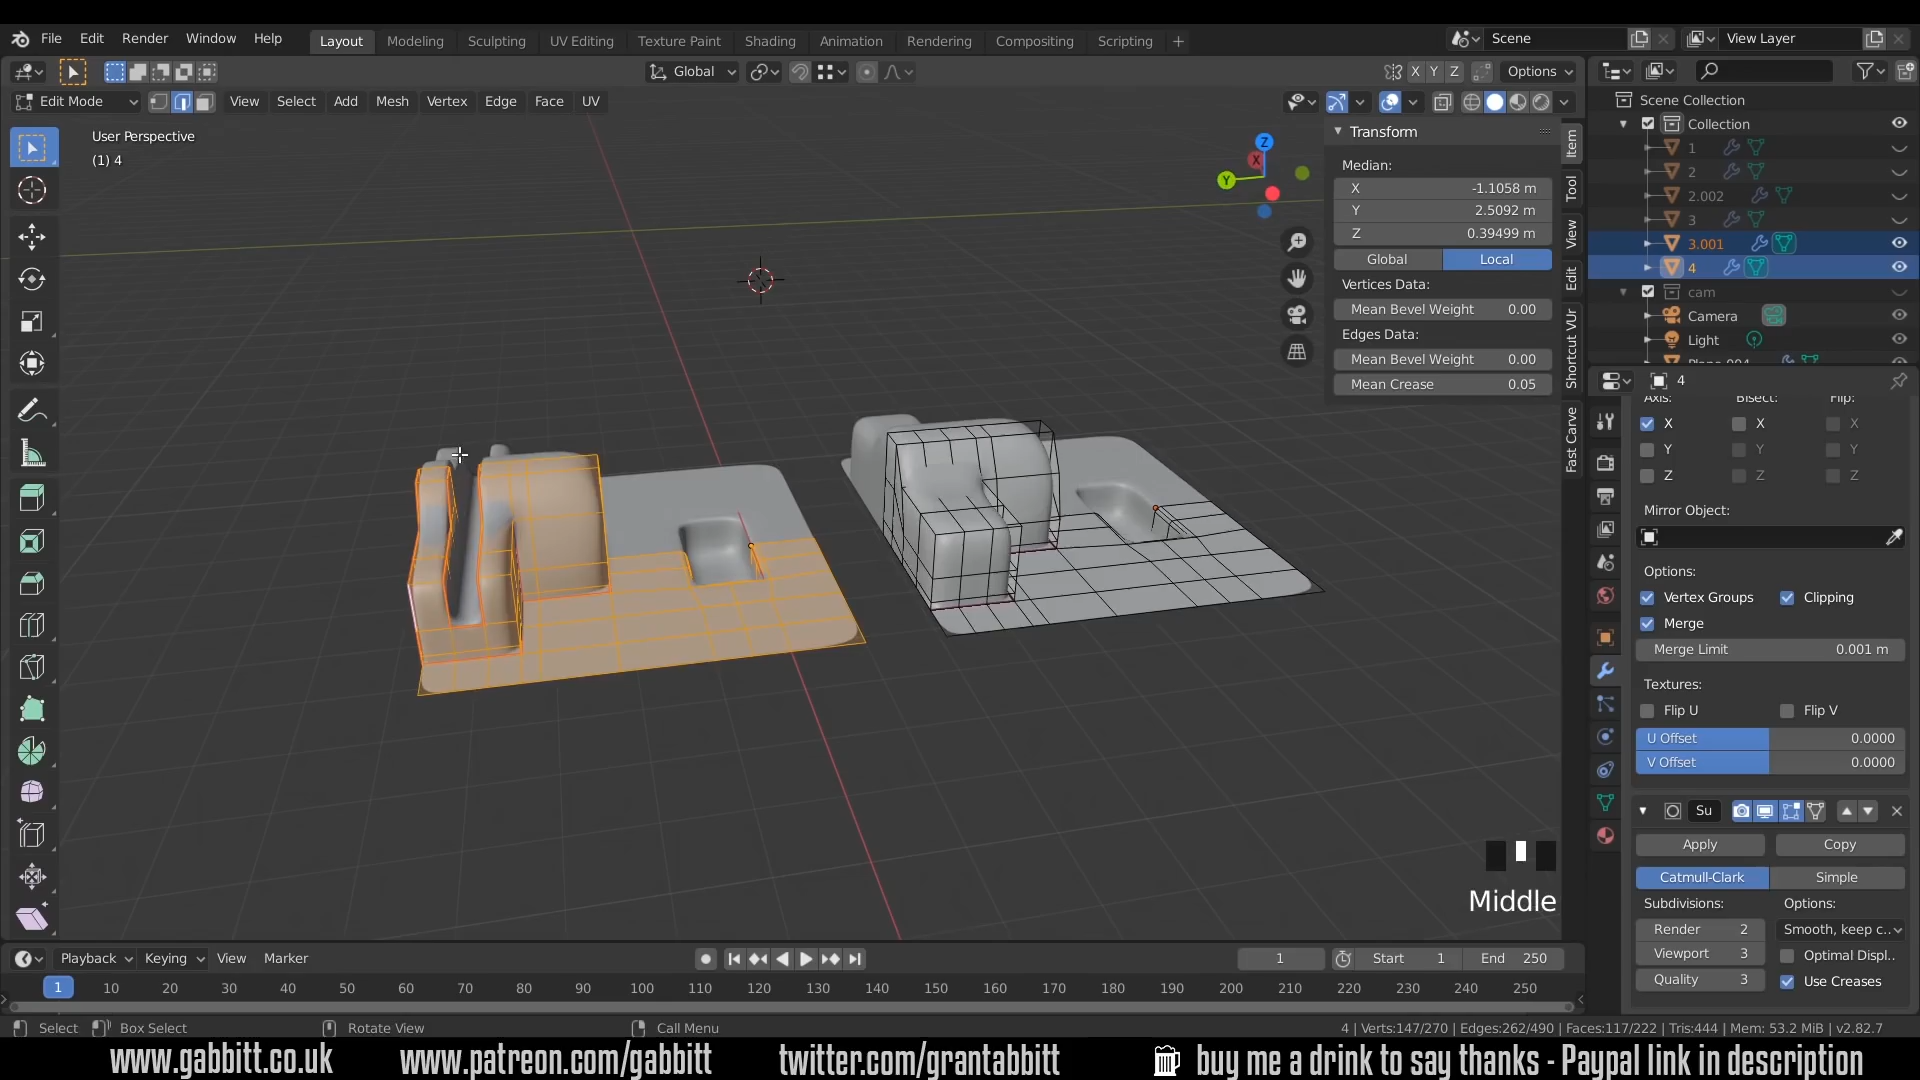 File Edit Render Window Help Layout Modeling Sculpting UV Editing Texture Paint Shading Animation Rendering Compositing Scripting + Scene View Layer
Global X Y Z Options
Edit Mode View Select Add Mesh Vertex Edge Face UV
User Perspective
(1) 4
Z
X
Y
Transform
Median:
X -1.1058 m
Y 2.5092 m
Z 0.39499 m
Global Local
Vertices Data:
Mean Bevel Weight 0.00
Edges Data:
Mean Bevel Weight 0.00
Mean Crease 0.05
Item
Tool
View
Edit
Shortcut VUr
Fast Carve
Scene Collection
Collection
1
2
2.002
3
3.001
4
cam
Camera
Light
4
Axis: Bisect: Flip:
X X X
Y Y Y
Z Z Z
Mirror Object:
Options:
Vertex Groups Clipping
Merge
Merge Limit 0.001 m
Textures:
Flip U Flip V
U Offset 0.0000
V Offset 0.0000
Su
Apply Copy
Catmull-Clark Simple
Subdivisions: Options:
Render 2 Smooth, keep c..
Viewport 3 Optimal Displ..
Quality 3 Use Creases
Middle
Playback Keying View Marker 1 Start 1 End 250
1 10 20 30 40 50 60 70 80 90 100 110 120 130 140 150 160 170 180 190 200 210 220 230 240 250
Select Box Select Rotate View Call Menu 4 | Verts:147/270 | Edges:262/490 | Faces:117/222 | Tris:444 | Mem: 53.2 MiB | v2.82.7
www.gabbitt.co.uk www.patreon.com/gabbitt twitter.com/grantabbitt buy me a drink to say thanks - Paypal link in description